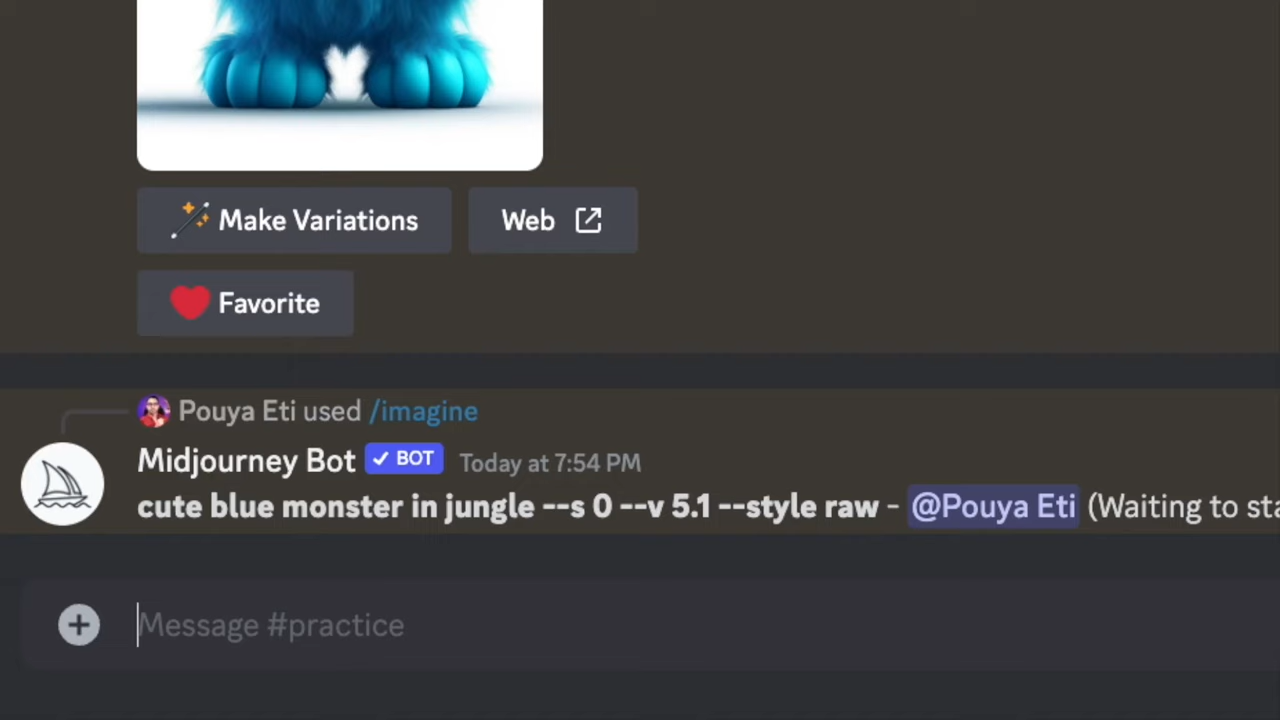 Make Variations
Web
Favorite
Pouya Eti used /imagine
Midjourney Bot BOT Today at 7:54 PM
cute blue monster in jungle --s 0 --v 5.1 --style raw - @Pouya Eti (Waiting to sta
Message #practice